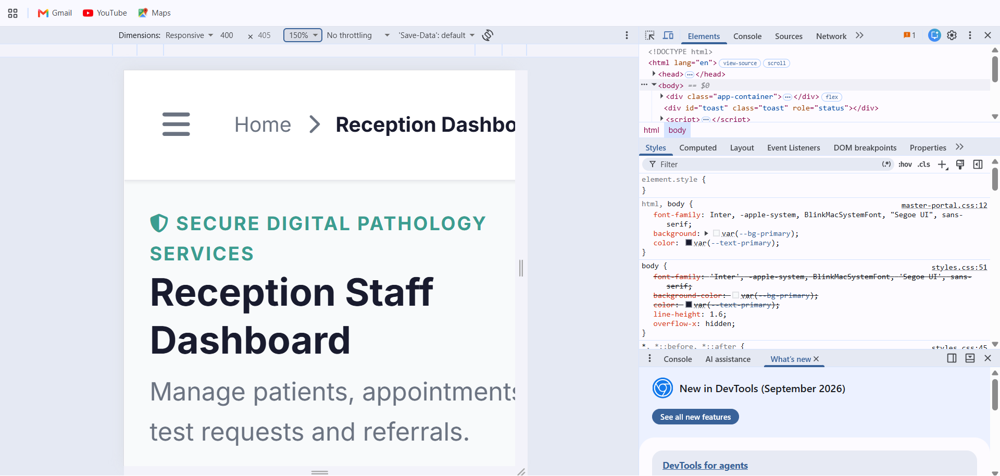 Gmail YouTube Maps
Dimensions: Responsive 400 × 405 150% No throttling 'Save-Data': default
Elements Console Sources Network 1
<!DOCTYPE html>
<html lang="en"> view-source scroll
<head> </head>
<body> == $0
<div class="app-container"> </div> flex
<div id="toast" class="toast" role="status"></div>
<script> </script>
html body
Styles Computed Layout Event Listeners DOM breakpoints Properties
Filter (.*) :hov .cls
element.style {
}
html, body { master-portal.css:12
font-family: Inter, -apple-system, BlinkMacSystemFont, "Segoe UI", sans-
serif;
background: var(--bg-primary);
color: var(--text-primary);
}
body { styles.css:51
font-family: 'Inter', -apple-system, BlinkMacSystemFont, 'Segoe UI', sans-
serif;
background-color: var(--bg-primary);
color: var(--text-primary);
line-height: 1.6;
overflow-x: hidden;
}
*, *::before, *::after { styles.css:45
Console AI assistance What's new
New in DevTools (September 2026)
See all new features
DevTools for agents
Home Reception Dashbo
SECURE DIGITAL PATHOLOGY
SERVICES
Reception Staff
Dashboard
Manage patients, appointments
test requests and referrals.